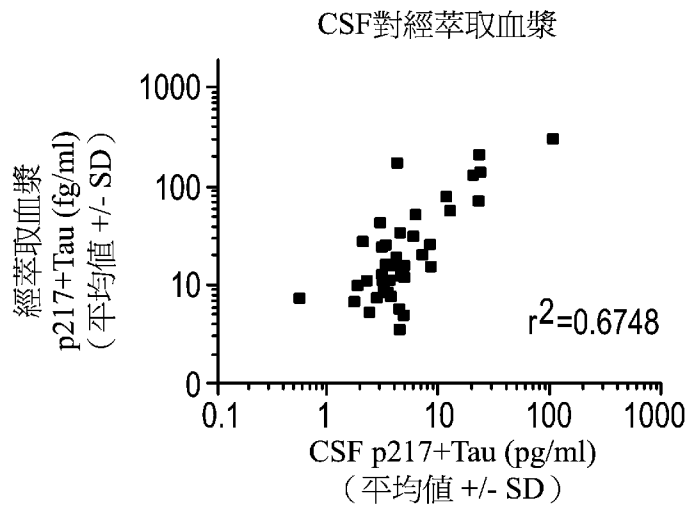 CSF對經萃取血漿
經萃取血漿
p217+Tau (fg/ml)
（平均値 +/- SD）
1000
100
10
0
0.1 1 10 100 1000
r2=0.6748
CSF p217+Tau (pg/ml)
（平均値 +/- SD）